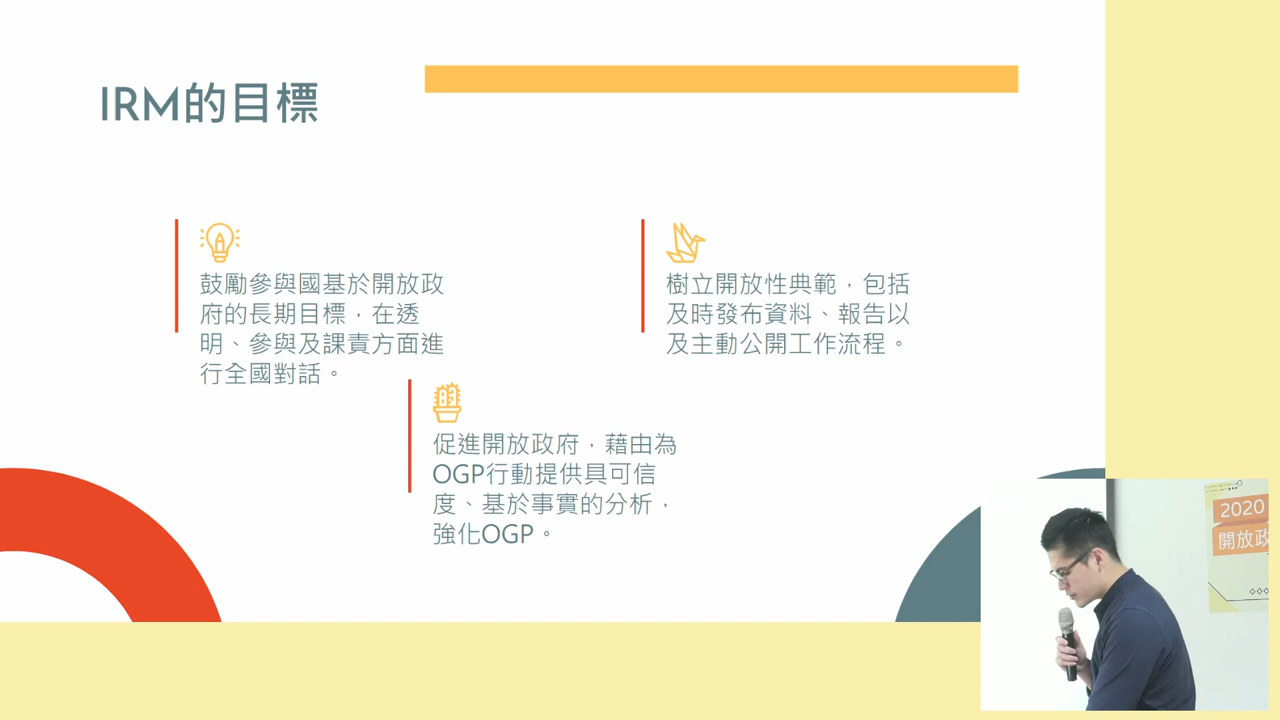 IRM的目標
鼓勵參與國基於開放政
府的長期目標，在透
明、參與及課責方面進
行全國對話。
樹立開放性典範，包括
及時發布資料、報告以
及主動公開工作流程。
促進開放政府，藉由為
OGP行動提供具可信
度、基於事實的分析，
強化OGP。
2020
開放政